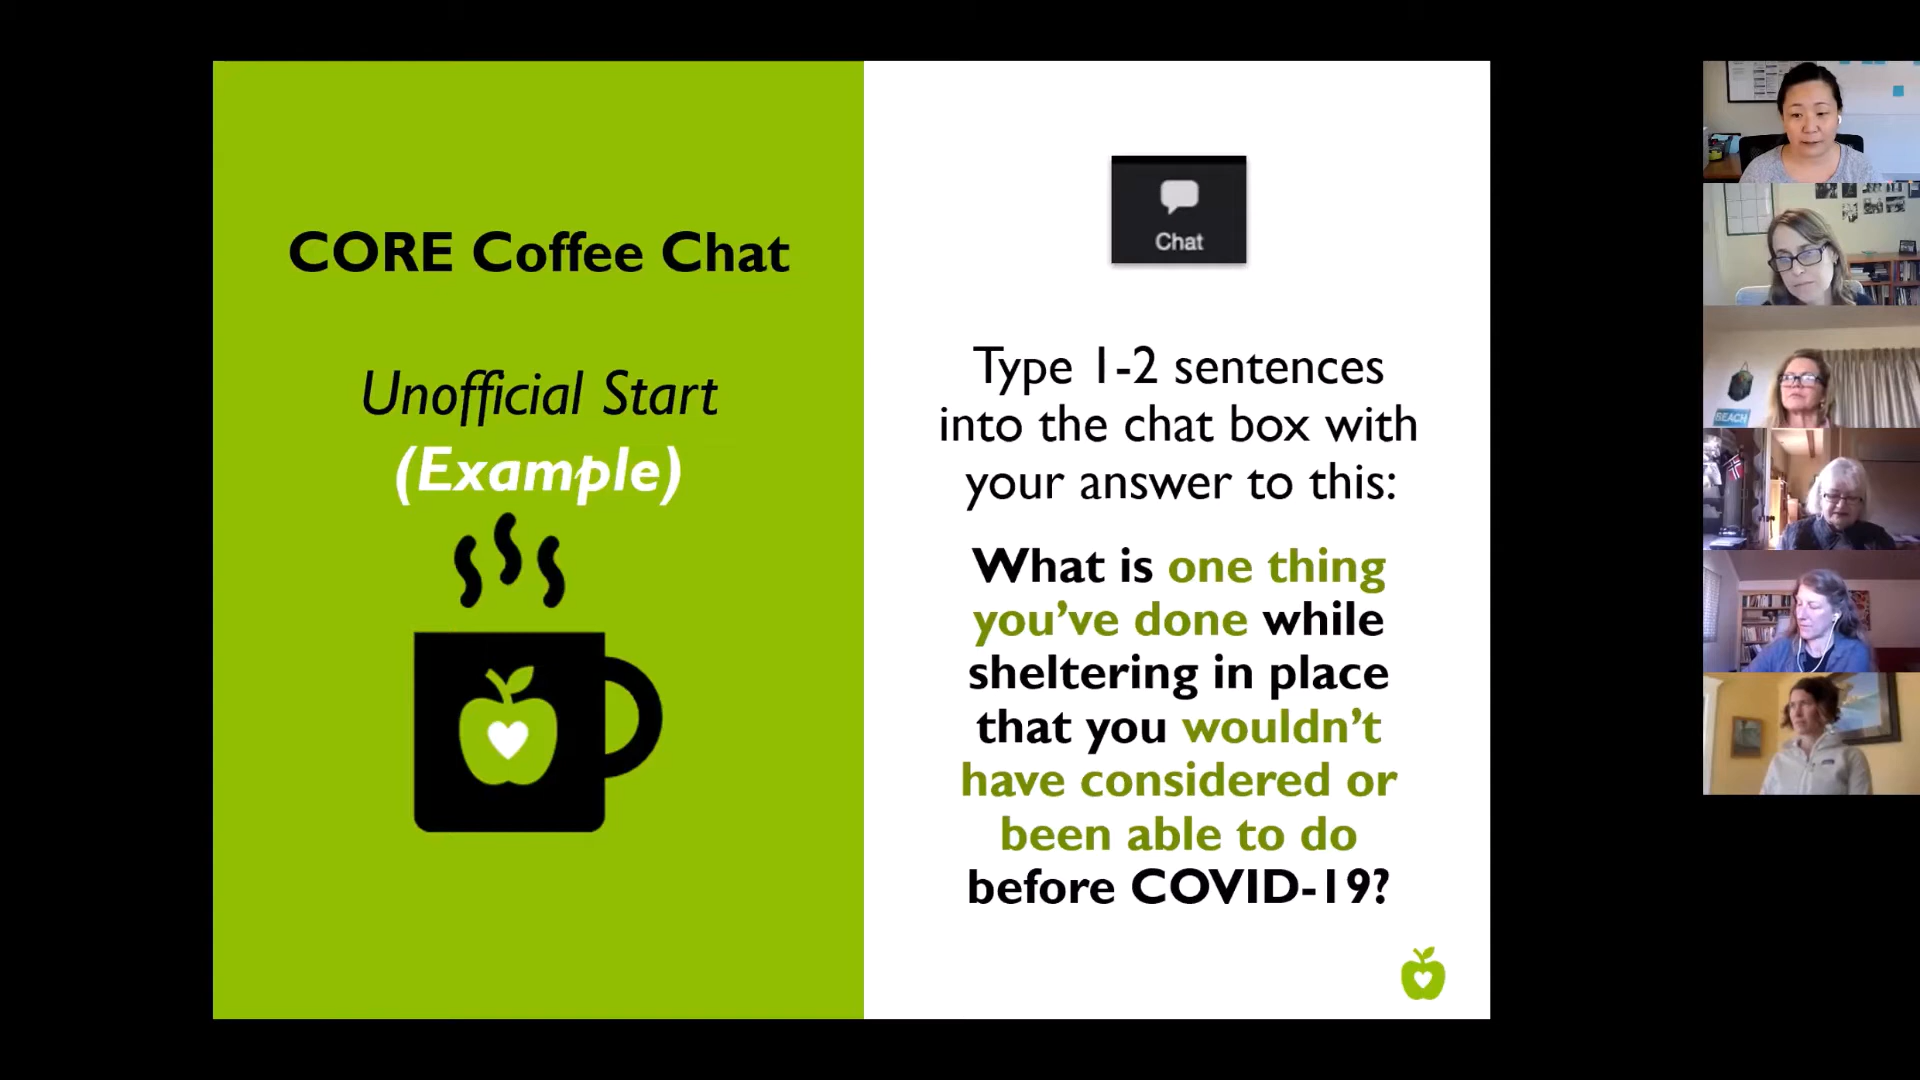 CORE Coffee Chat
Unofficial Start
(Example)
Chat
Type 1-2 sentences
into the chat box with
your answer to this:
What is one thing
you’ve done while
sheltering in place
that you wouldn’t
have considered or
been able to do
before COVID-19?
BEACH